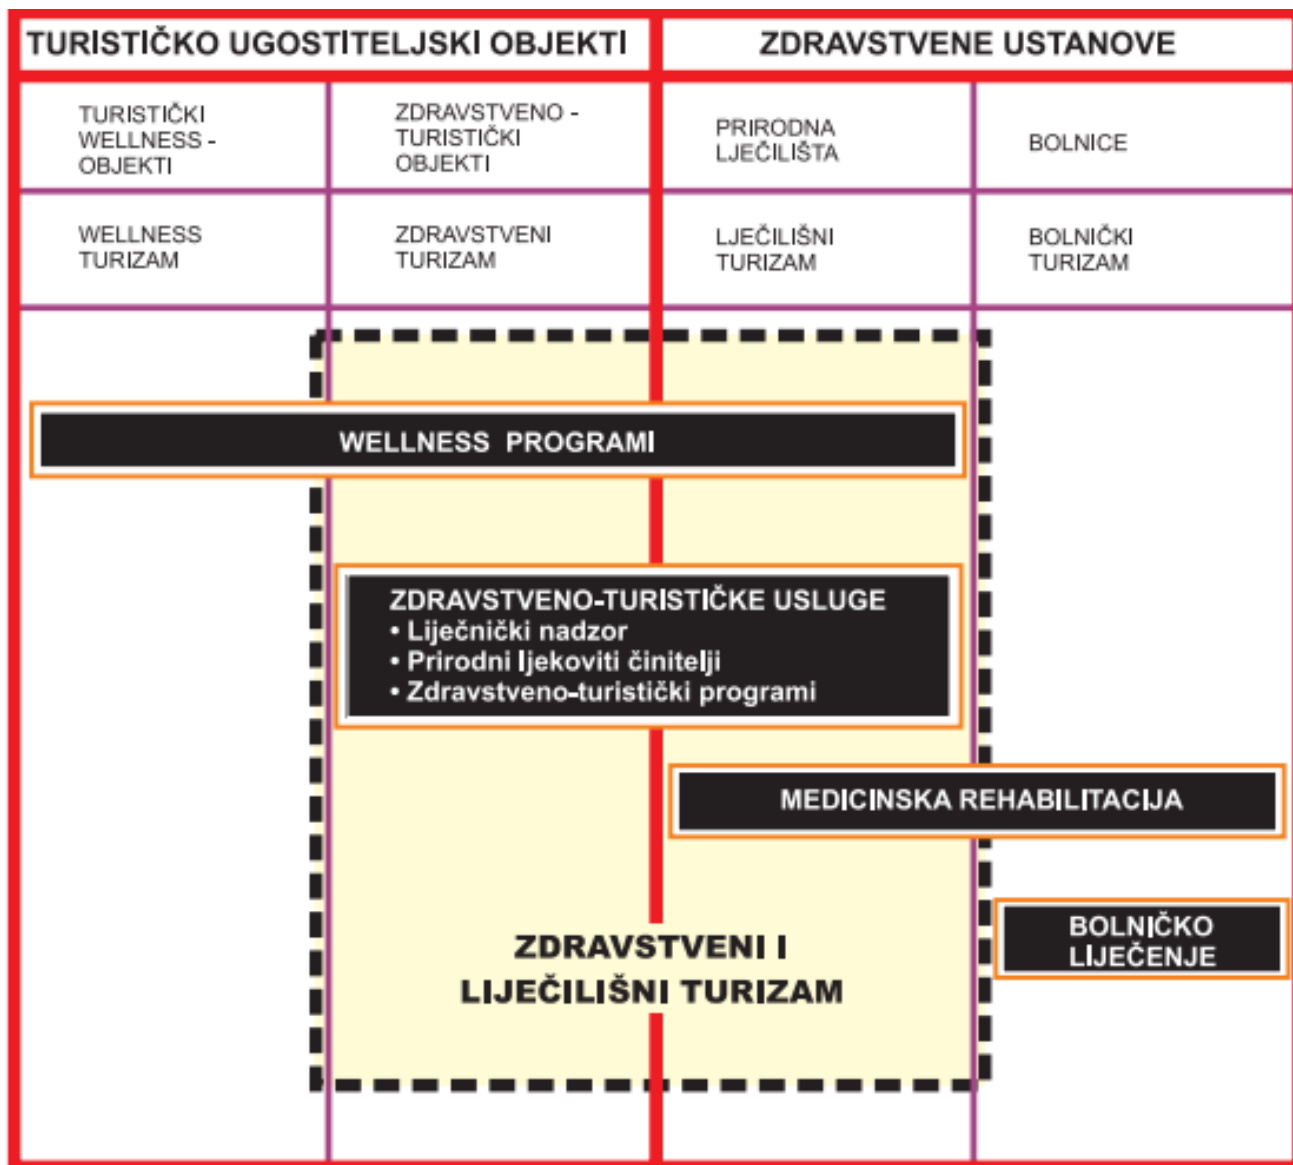 TURISTIČKO UGOSTITELJSKI OBJEKTI
ZDRAVSTVENE USTANOVE
TURISTIČKI
WELLNESS -
OBJEKTI
ZDRAVSTVENO -
TURISTIČKI
OBJEKTI
PRIRODNA
LJEČILIŠTA
BOLNICE
WELLNESS
TURIZAM
ZDRAVSTVENI
TURIZAM
LJEČILIŠNI
TURIZAM
BOLNIČKI
TURIZAM
WELLNESS PROGRAMI
ZDRAVSTVENO-TURISTIČKE USLUGE
• Liječnički nadzor
• Prirodni ljekoviti činitelji
• Zdravstveno-turistički programi
MEDICINSKA REHABILITACIJA
BOLNIČKO
LIJEČENJE
ZDRAVSTVENI I
LIJEČILIŠNI TURIZAM